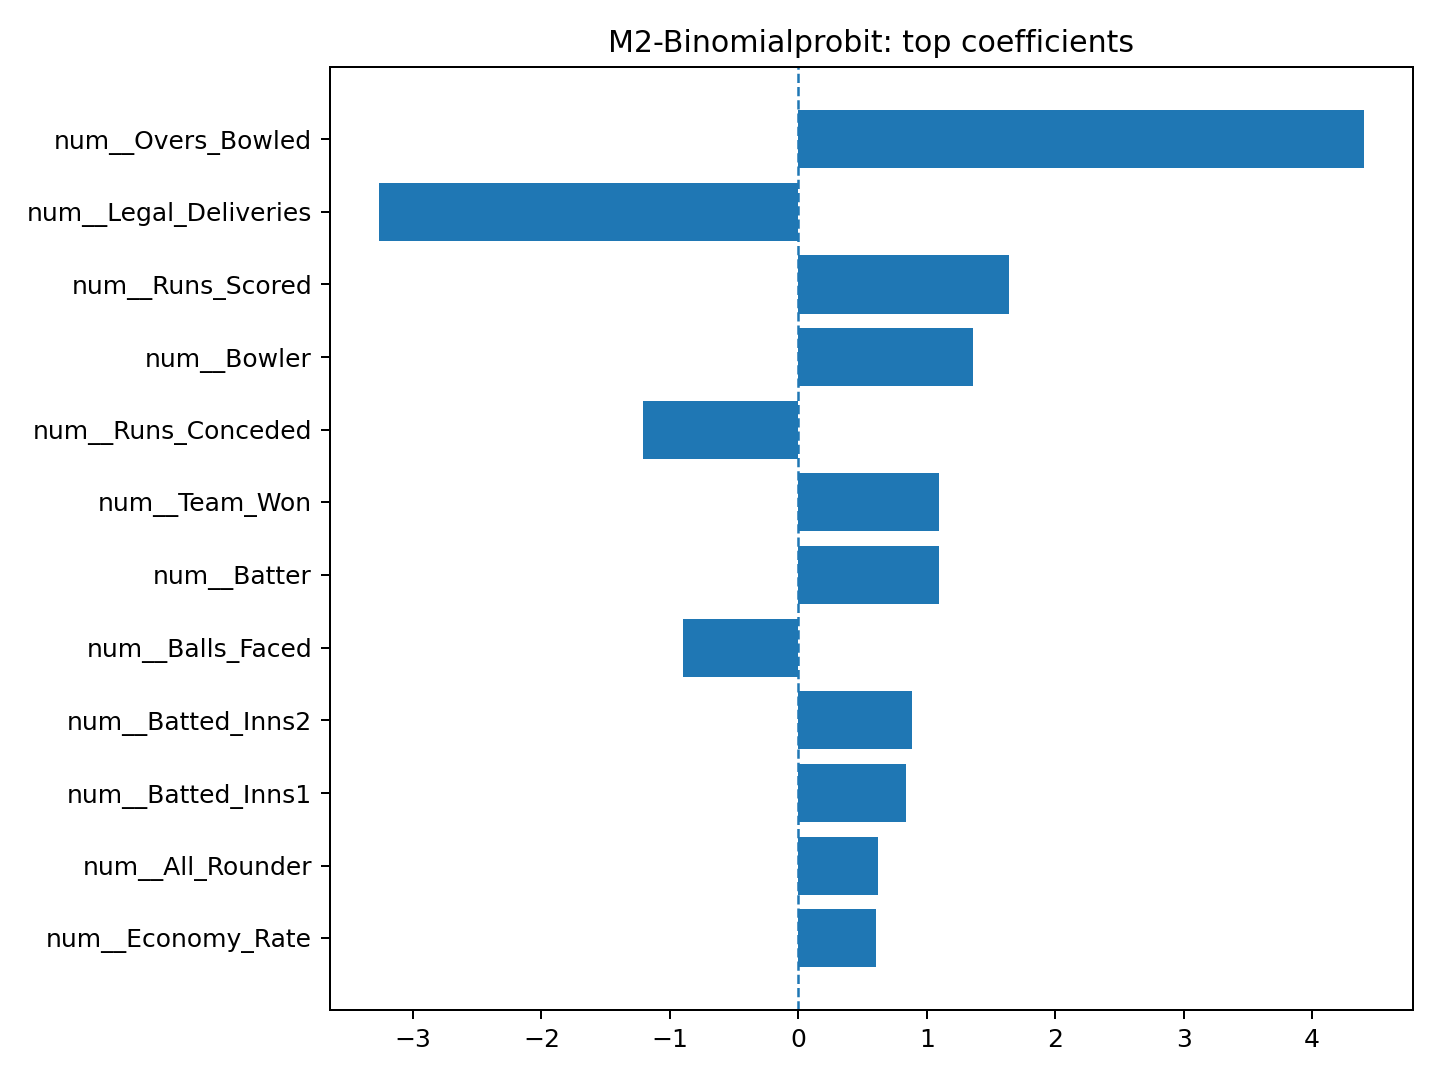 M2-Binomialprobit: top coefficients
num__Overs_Bowled
num__Legal_Deliveries
num__Runs_Scored
num__Bowler
num__Runs_Conceded
num__Team_Won
num__Batter
num__Balls_Faced
num__Batted_Inns2
num__Batted_Inns1
num__All_Rounder
num__Economy_Rate
−3 −2 −1 0 1 2 3 4